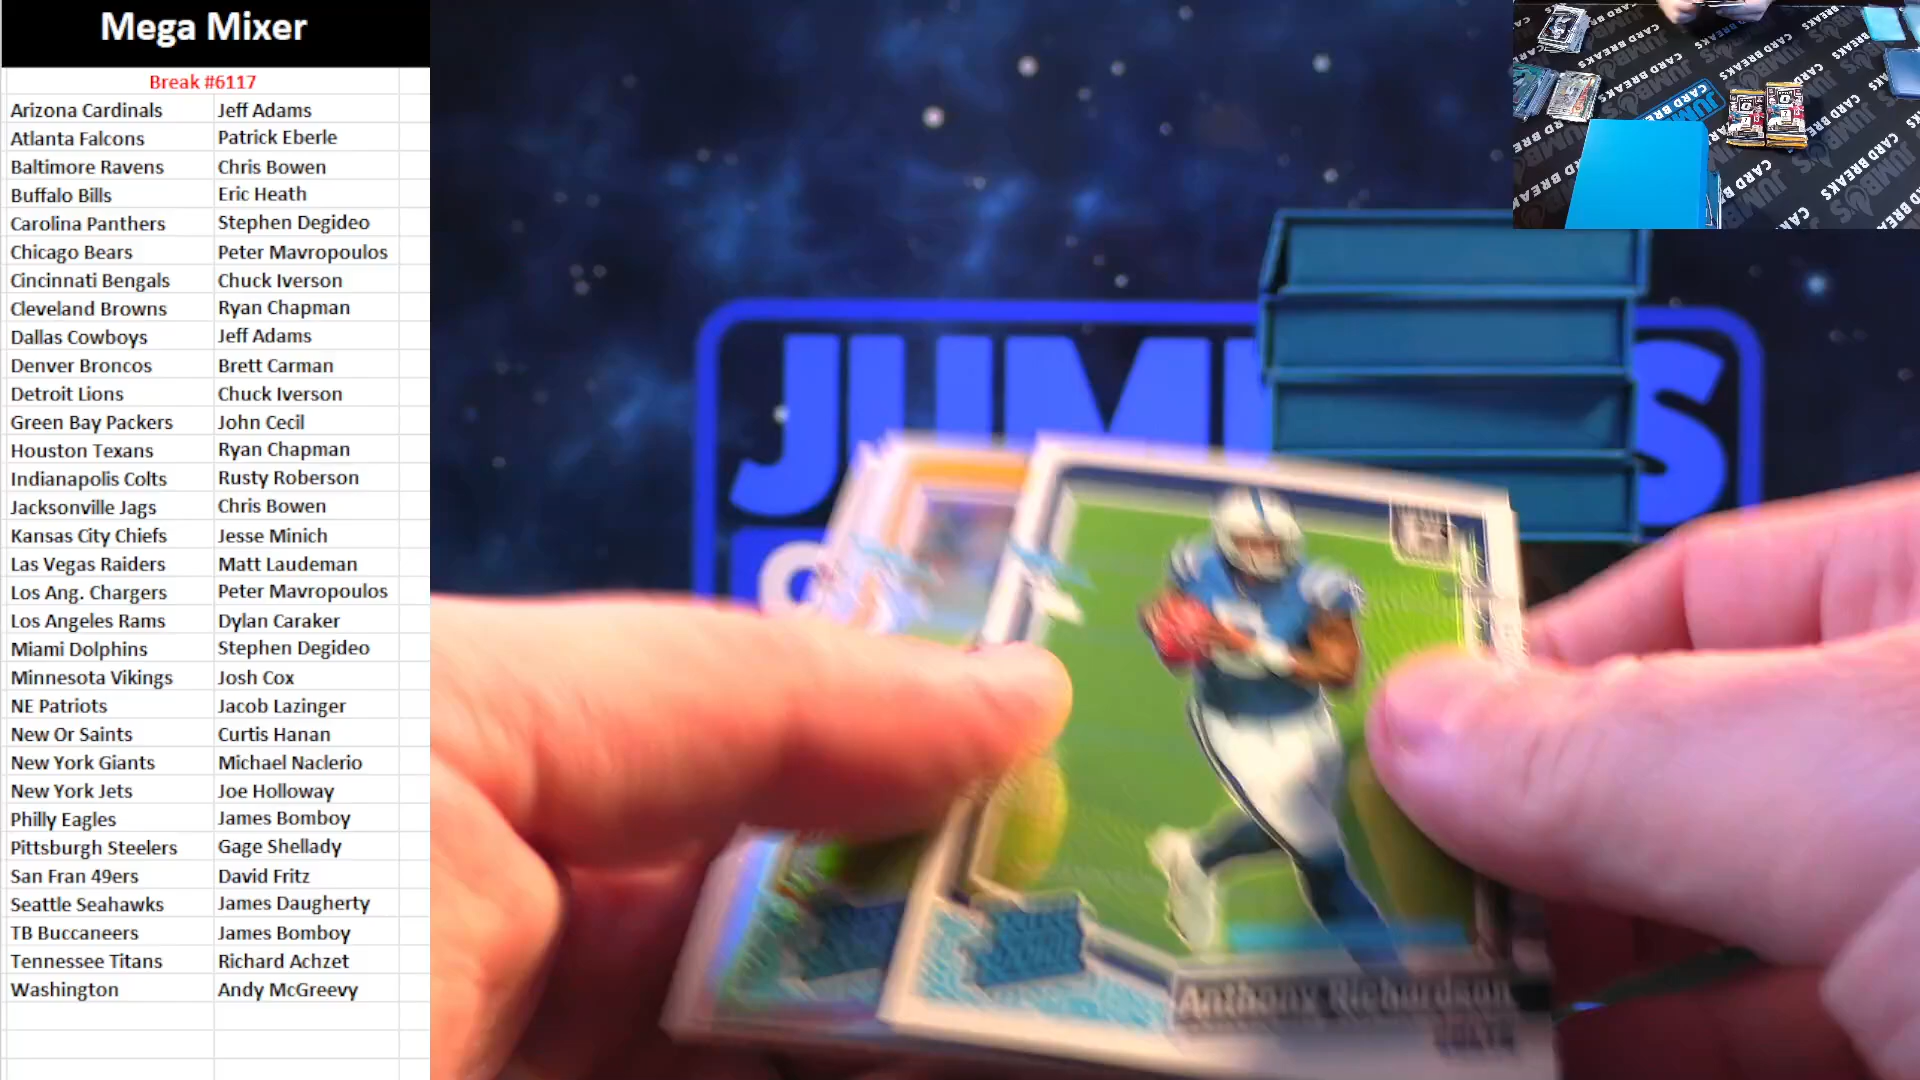 Mega Mixer
Break #6117
Arizona Cardinals Jeff Adams
Atlanta Falcons Patrick Eberle
Baltimore Ravens Chris Bowen
Buffalo Bills Eric Heath
Carolina Panthers Stephen Degideo
Chicago Bears Peter Mavropoulos
Cincinnati Bengals Chuck Iverson
Cleveland Browns Ryan Chapman
Dallas Cowboys Jeff Adams
Denver Broncos Brett Carman
Detroit Lions Chuck Iverson
Green Bay Packers John Cecil
Houston Texans Ryan Chapman
Indianapolis Colts Rusty Roberson
Jacksonville Jags Chris Bowen
Kansas City Chiefs Jesse Minich
Las Vegas Raiders Matt Laudeman
Los Ang. Chargers Peter Mavropoulos
Los Angeles Rams Dylan Caraker
Miami Dolphins Stephen Degideo
Minnesota Vikings Josh Cox
NE Patriots Jacob Lazinger
New Or Saints Curtis Hanan
New York Giants Michael Naclerio
New York Jets Joe Holloway
Philly Eagles James Bomboy
Pittsburgh Steelers Gage Shellady
San Fran 49ers David Fritz
Seattle Seahawks James Daugherty
TB Buccaneers James Bomboy
Tennessee Titans Richard Achzet
Washington Andy McGreevy
Anthony Richardson
COLTS
CARD BREAKS
JUMBO'S
CARD BREAKS